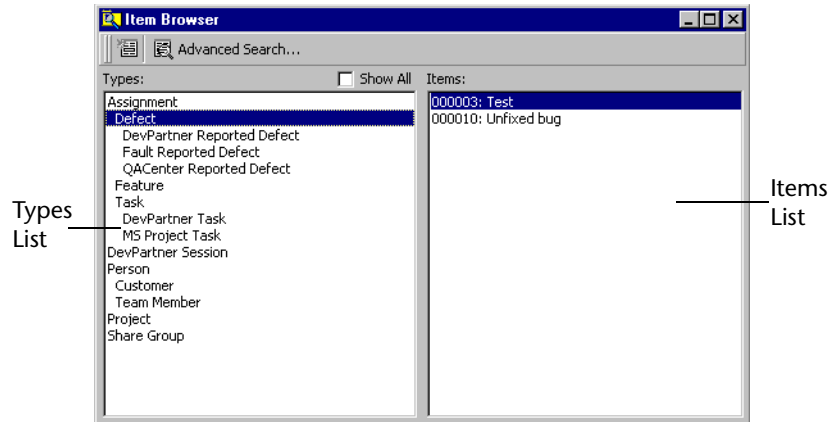 Item Browser
Advanced Search...
Types:
Show All
Items:
Assignment
Defect
DevPartner Reported Defect
Fault Reported Defect
QACenter Reported Defect
Feature
Task
DevPartner Task
MS Project Task
DevPartner Session
Person
Customer
Team Member
Project
Share Group
000003: Test
000010: Unfixed bug
Types
List
Items
List